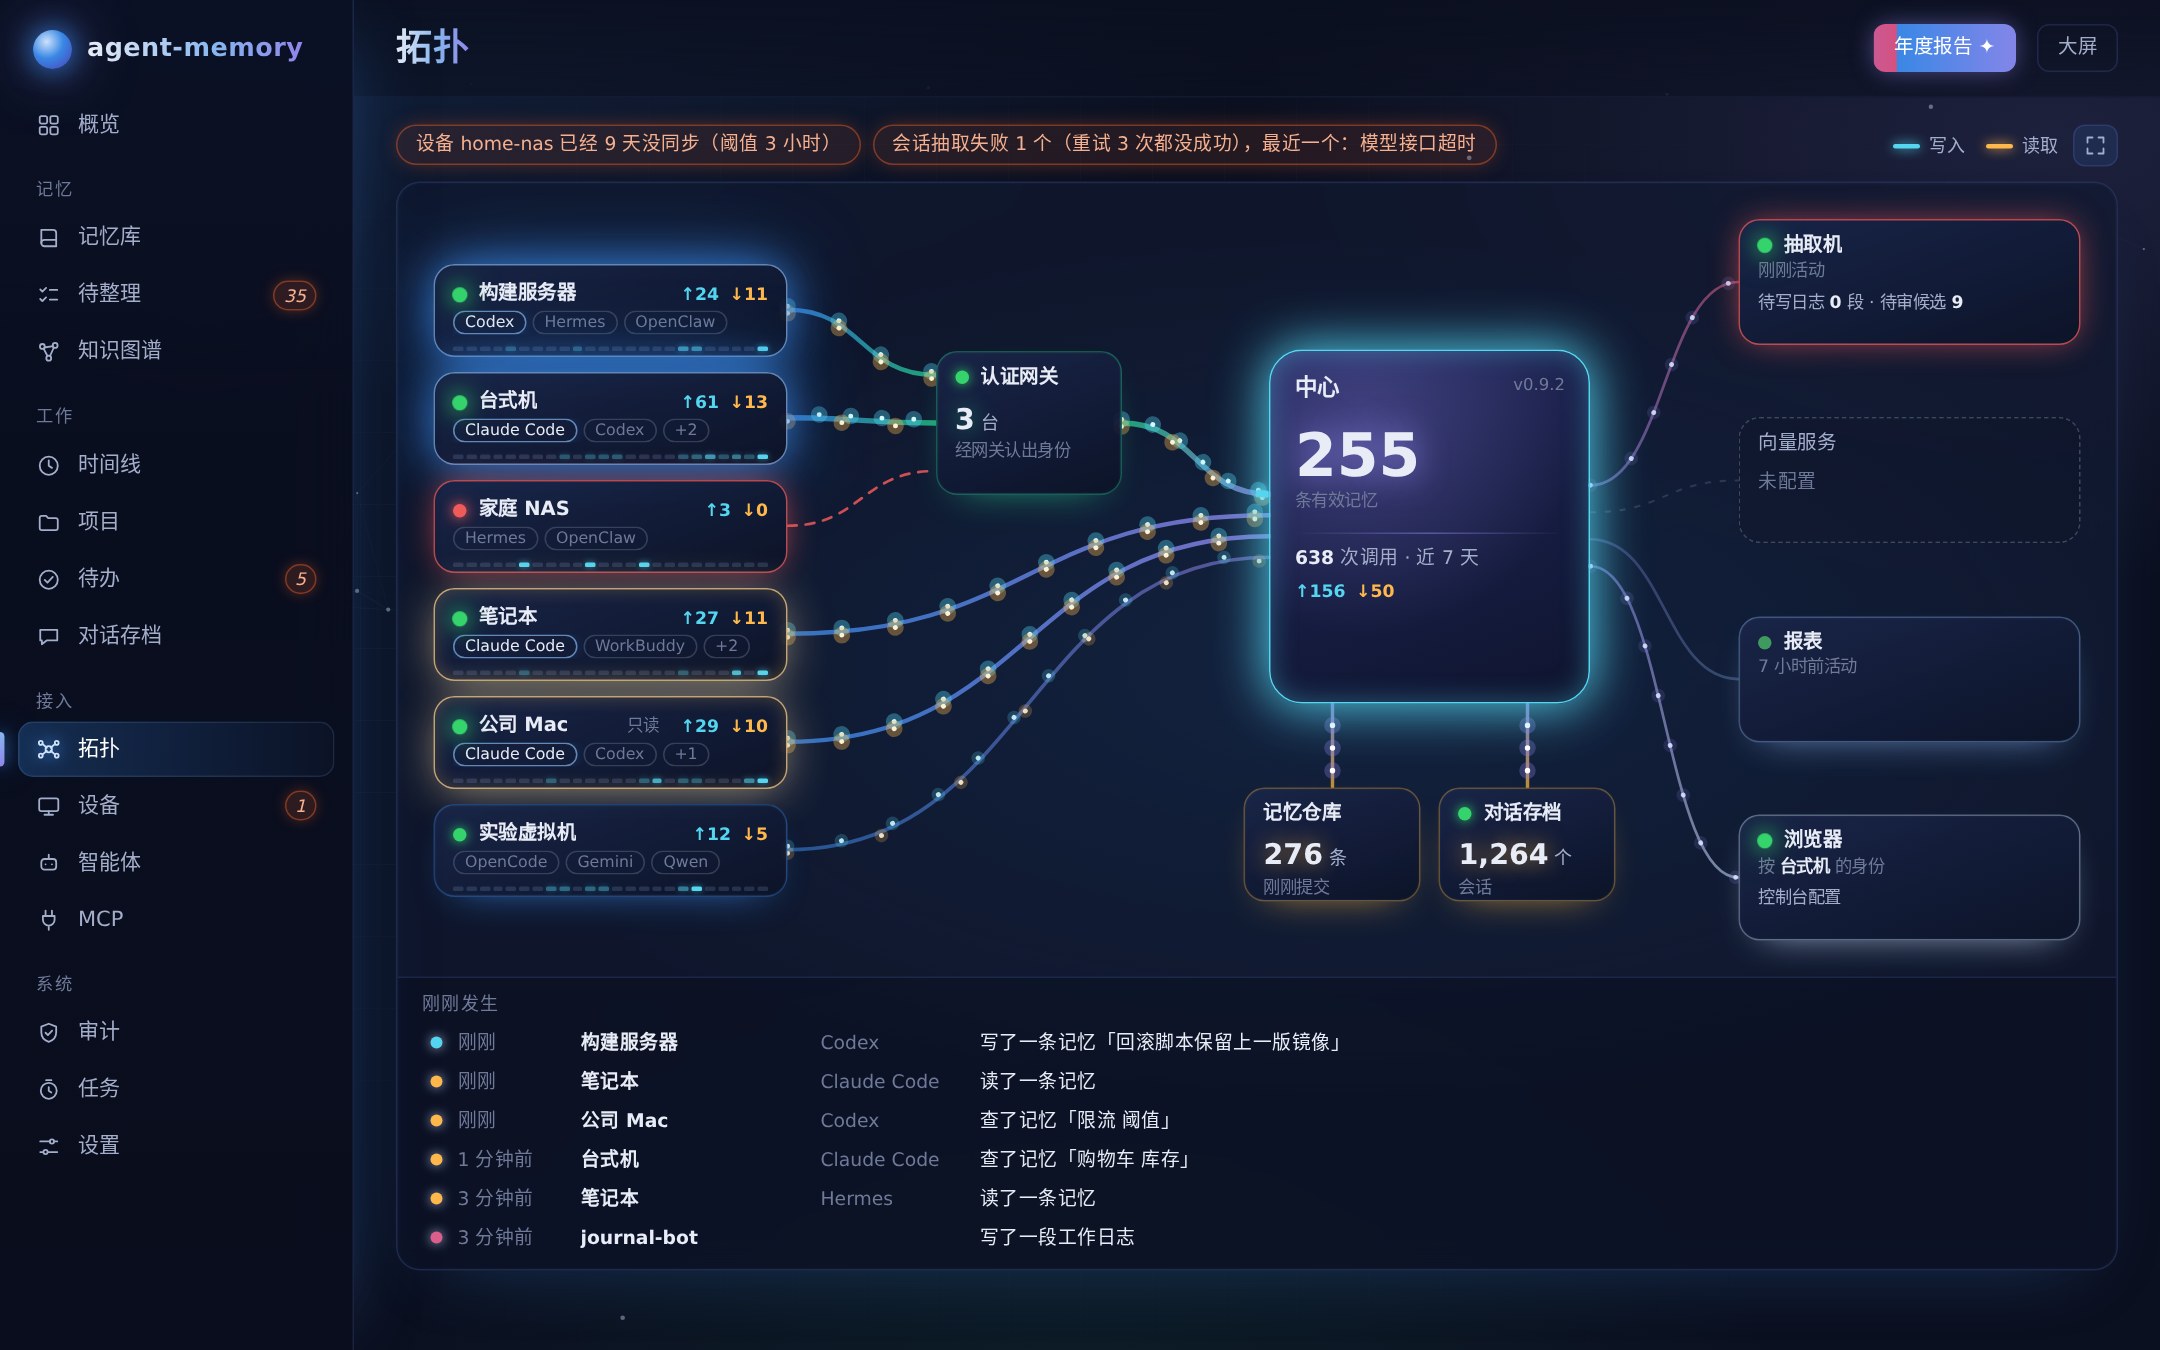 agent-memory
概览
记忆
记忆库
待整理 35
知识图谱
工作
时间线
项目
待办 5
对话存档
接入
拓扑
设备 1
智能体
MCP
系统
审计
任务
设置
拓扑
年度报告 ✦
大屏
设备 home-nas 已经 9 天没同步（阈值 3 小时）
会话抽取失败 1 个（重试 3 次都没成功），最近一个：模型接口超时
写入
读取
构建服务器 ↑24 ↓11
Codex Hermes OpenClaw
台式机 ↑61 ↓13
Claude Code Codex +2
家庭 NAS ↑3 ↓0
Hermes OpenClaw
笔记本 ↑27 ↓11
Claude Code WorkBuddy +2
公司 Mac 只读 ↑29 ↓10
Claude Code Codex +1
实验虚拟机 ↑12 ↓5
OpenCode Gemini Qwen
认证网关
3 台
经网关认出身份
中心 v0.9.2
255
条有效记忆
638 次调用 · 近 7 天
↑156 ↓50
记忆仓库
276 条
刚刚提交
对话存档
1,264 个
会话
抽取机
刚刚活动
待写日志 0 段 · 待审候选 9
向量服务
未配置
报表
7 小时前活动
浏览器
按 台式机 的身份
控制台配置
刚刚发生
刚刚 构建服务器 Codex 写了一条记忆「回滚脚本保留上一版镜像」
刚刚 笔记本 Claude Code 读了一条记忆
刚刚 公司 Mac Codex 查了记忆「限流 阈值」
1 分钟前 台式机 Claude Code 查了记忆「购物车 库存」
3 分钟前 笔记本 Hermes 读了一条记忆
3 分钟前 journal-bot 写了一段工作日志